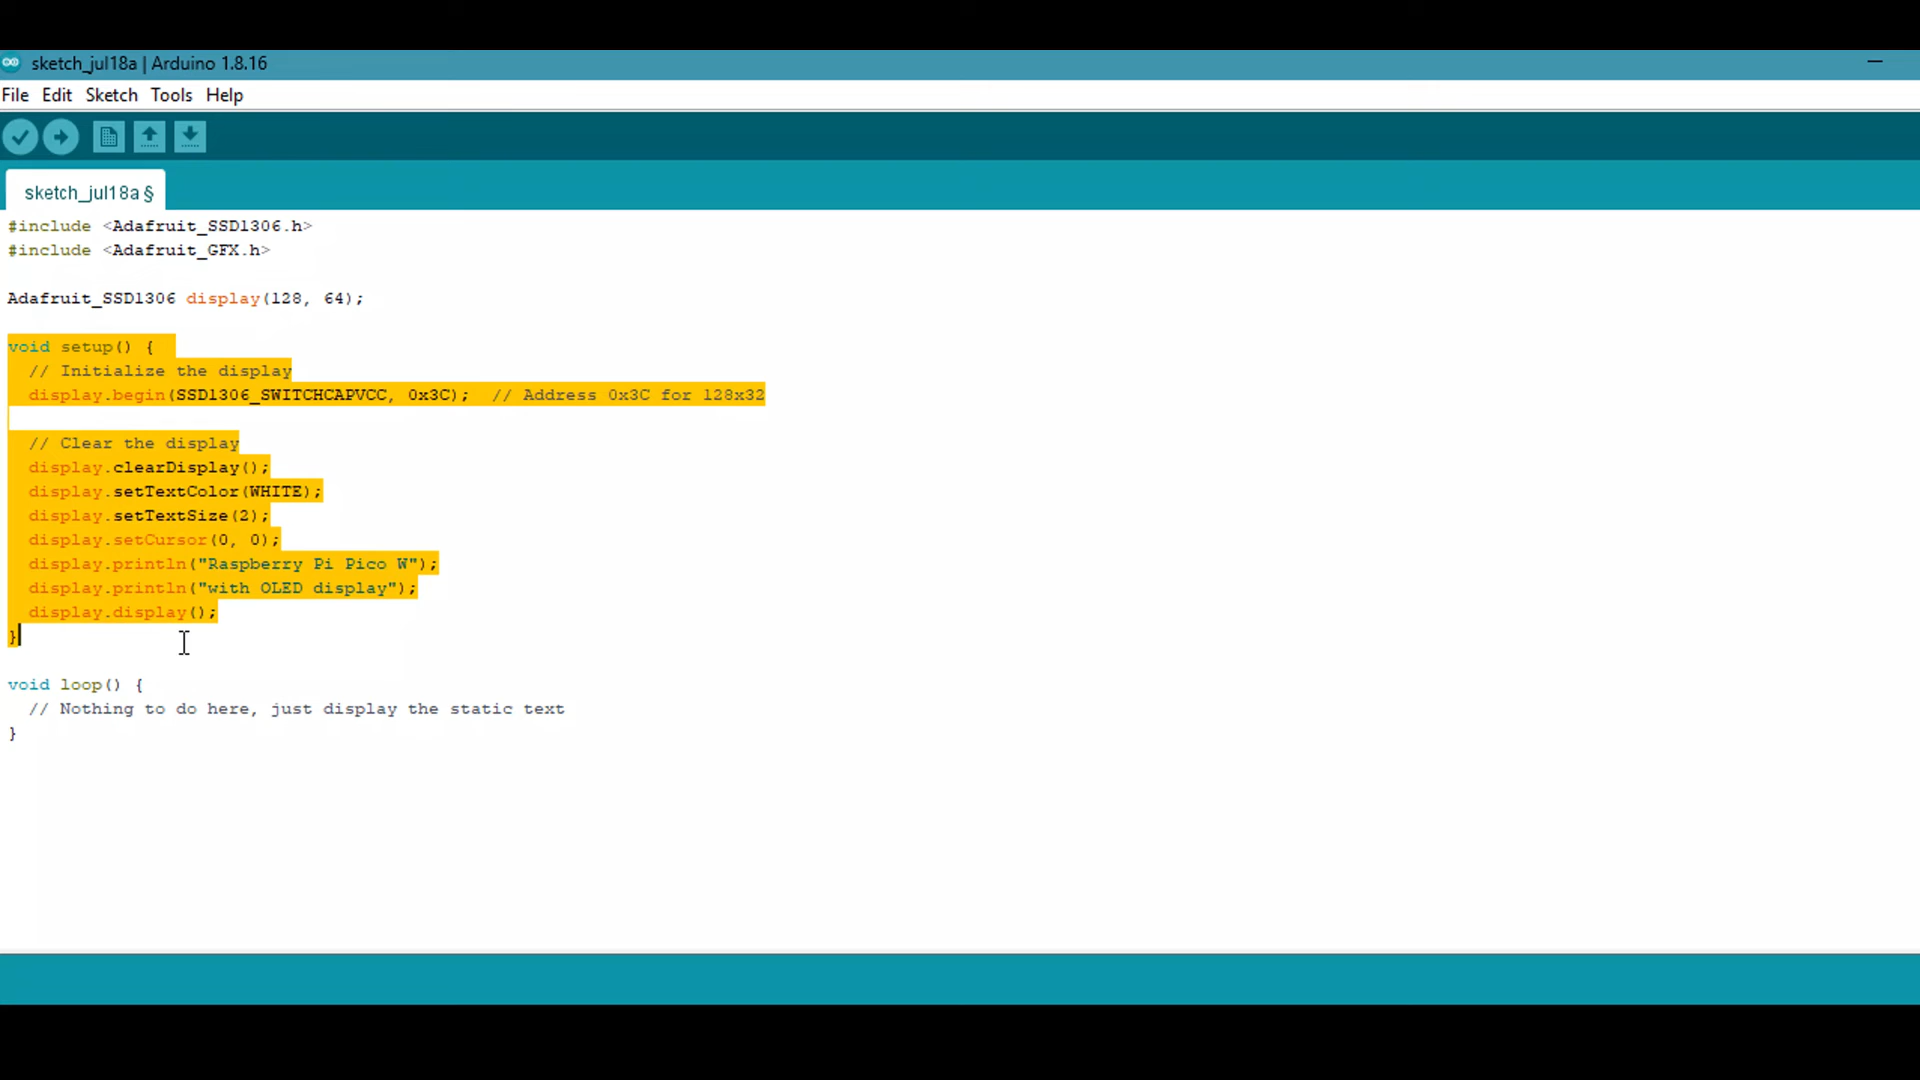 sketch_jul18a | Arduino 1.8.16
File Edit Sketch Tools Help
sketch_jul18a §
#include <Adafruit_SSD1306.h>
#include <Adafruit_GFX.h>
Adafruit_SSD1306 display(128, 64);
void setup() {
  // Initialize the display
  display.begin(SSD1306_SWITCHCAPVCC, 0x3C);  // Address 0x3C for 128x32
  // Clear the display
  display.clearDisplay();
  display.setTextColor(WHITE);
  display.setTextSize(2);
  display.setCursor(0, 0);
  display.println("Raspberry Pi Pico W");
  display.println("with OLED display");
  display.display();
}
void loop() {
  // Nothing to do here, just display the static text
}